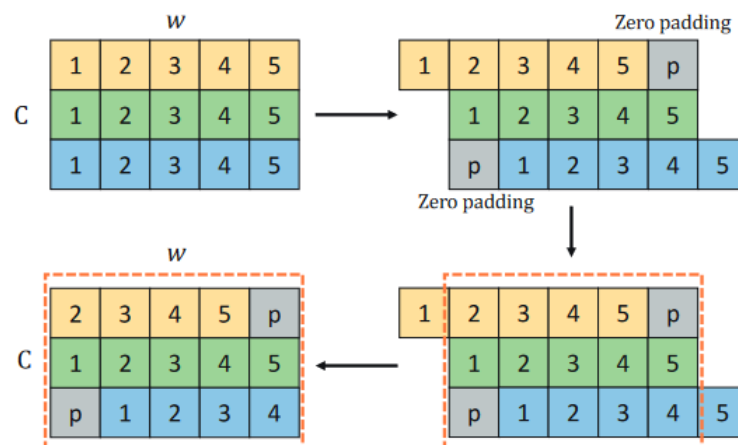 w
1 2 3 4 5
C 1 2 3 4 5
1 2 3 4 5
Zero padding
1 2 3 4 5 p
1 2 3 4 5
p 1 2 3 4 5
Zero padding
w
2 3 4 5 p
C 1 2 3 4 5
p 1 2 3 4
1 2 3 4 5 p
1 2 3 4 5
p 1 2 3 4 5